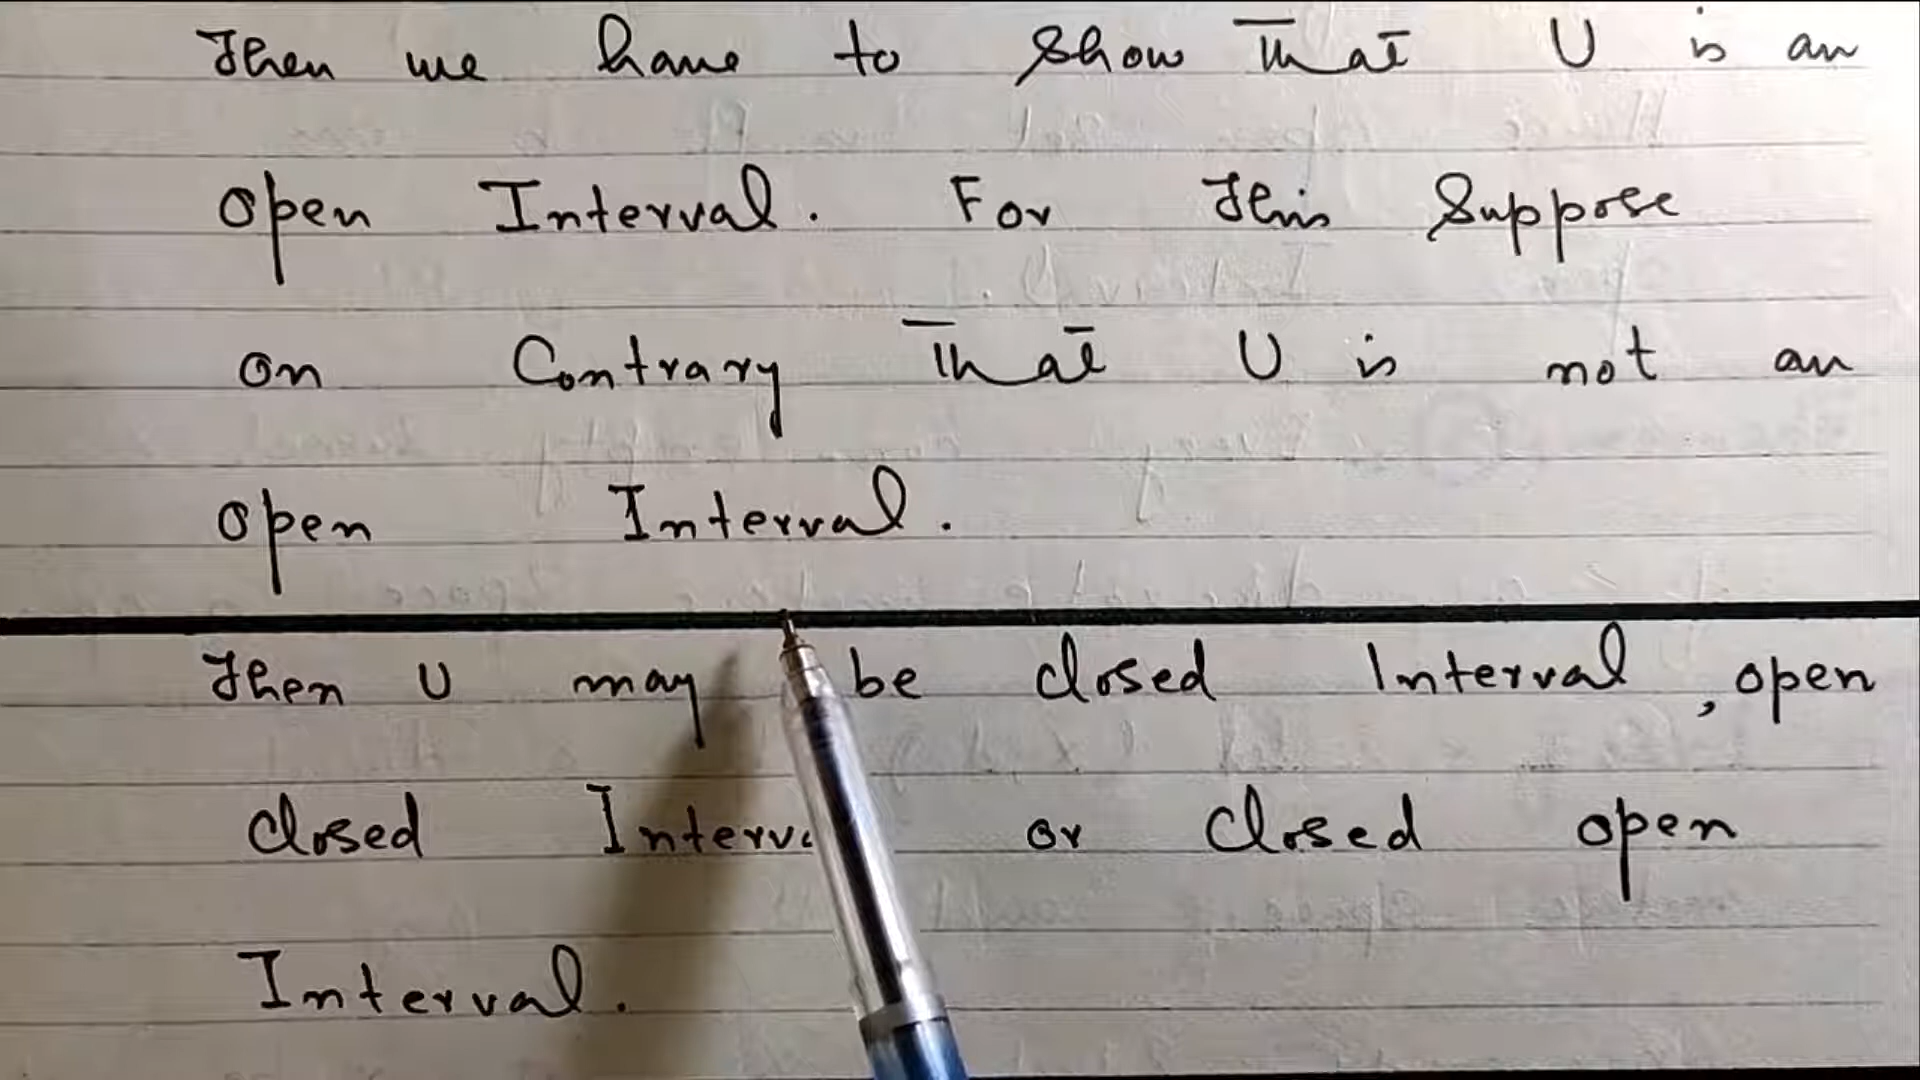 Then we have to show that U is an
open Interval. For this suppose
on Contrary that U is not an
open Interval.
Then U may be closed Interval, open
closed or closed open
Interval.